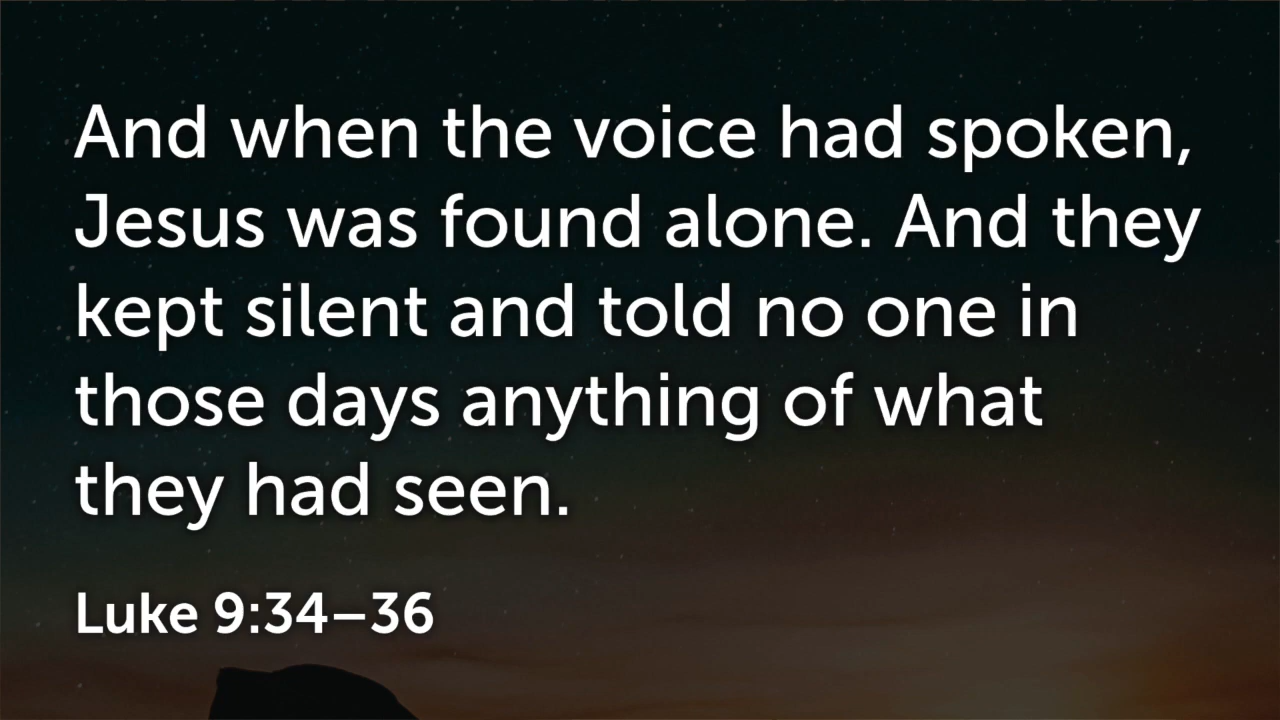 And when the voice had spoken,
Jesus was found alone. And they
kept silent and told no one in
those days anything of what
they had seen.
Luke 9:34–36